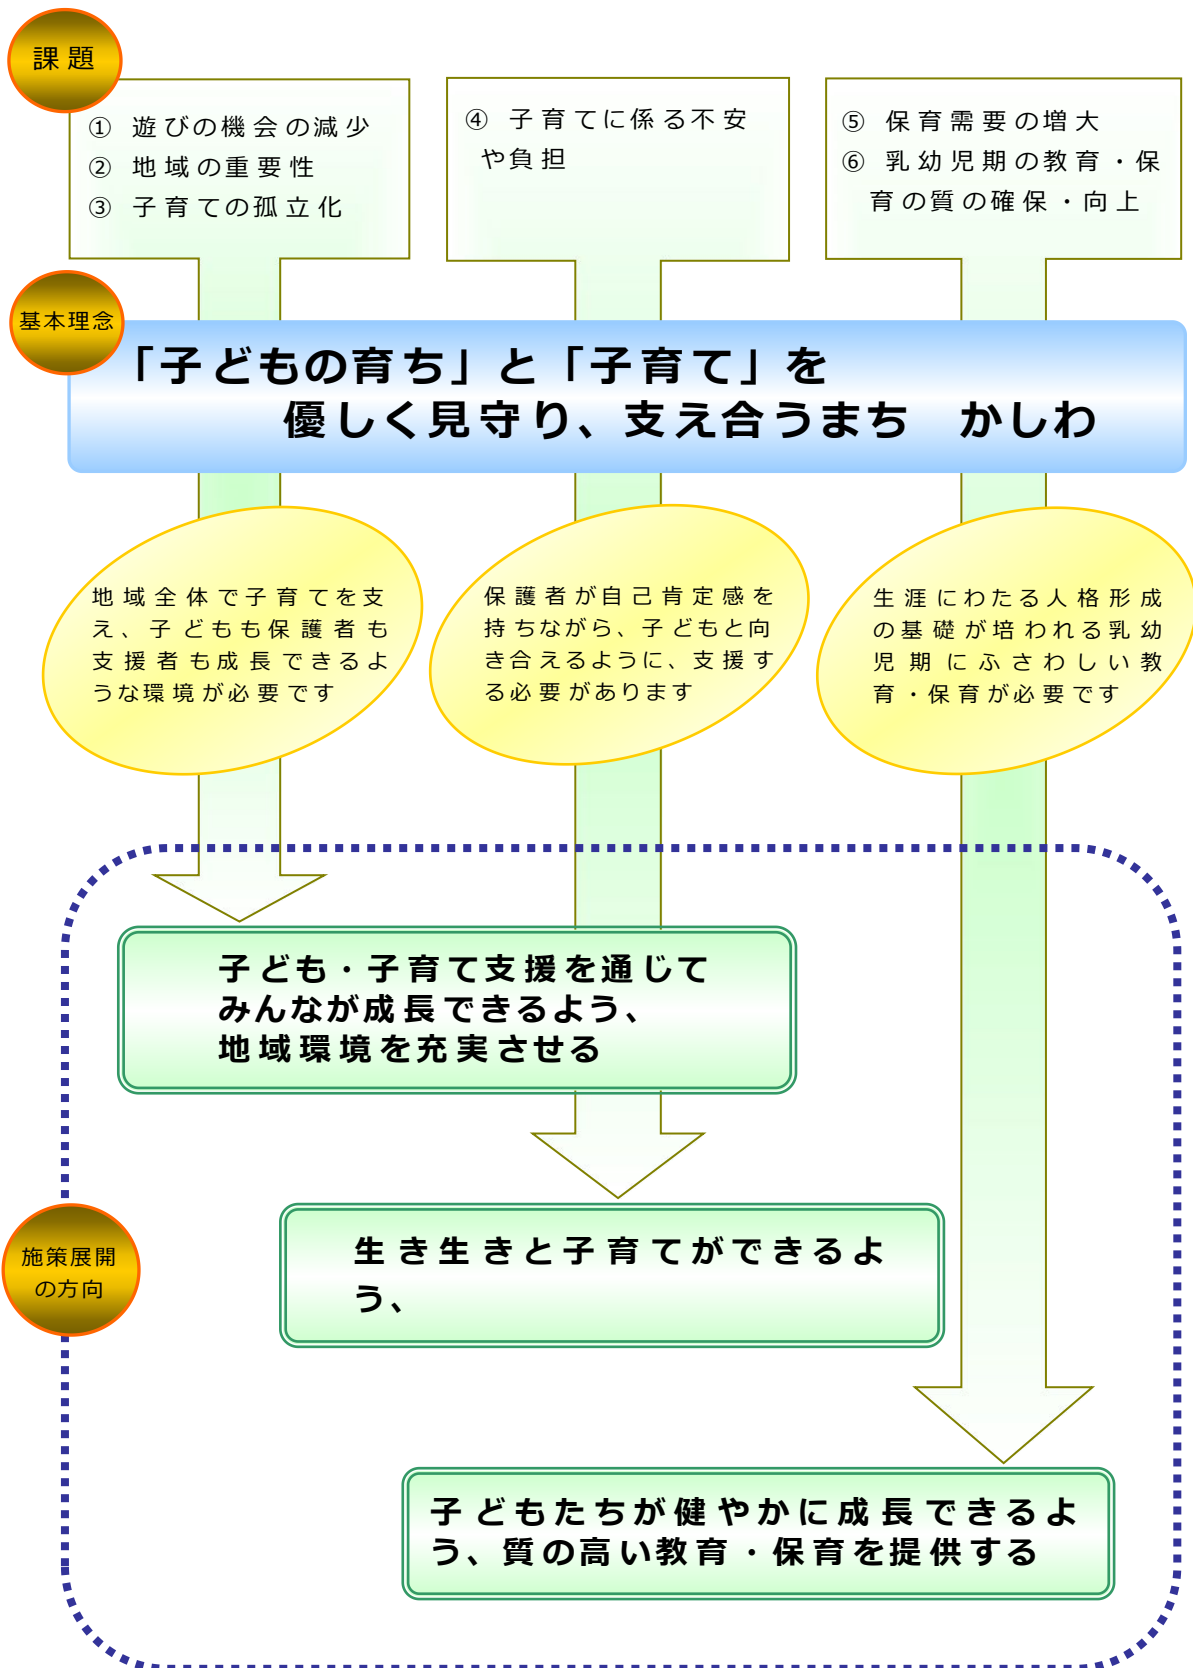 課題
① 遊びの機会の減少
② 地域の重要性
③ 子育ての孤立化
④ 子育てに係る不安
や負担
⑤ 保育需要の増大
⑥ 乳幼児期の教育・保
育の質の確保・向上
基本理念
「子どもの育ち」と「子育て」を
優しく見守り、支え合うまち　かしわ
地域全体で子育てを支
え、子どもも保護者も
支援者も成長できるよ
うな環境が必要です
保護者が自己肯定感を
持ちながら、子どもと向
き合えるように、支援す
る必要があります
生涯にわたる人格形成
の基礎が培われる乳幼
児期にふさわしい教
育・保育が必要です
子ども・子育て支援を通じて
みんなが成長できるよう、
地域環境を充実させる
施策展開
の方向
生き生きと子育てができるよ
う、
子どもたちが健やかに成長できるよ
う、質の高い教育・保育を提供する